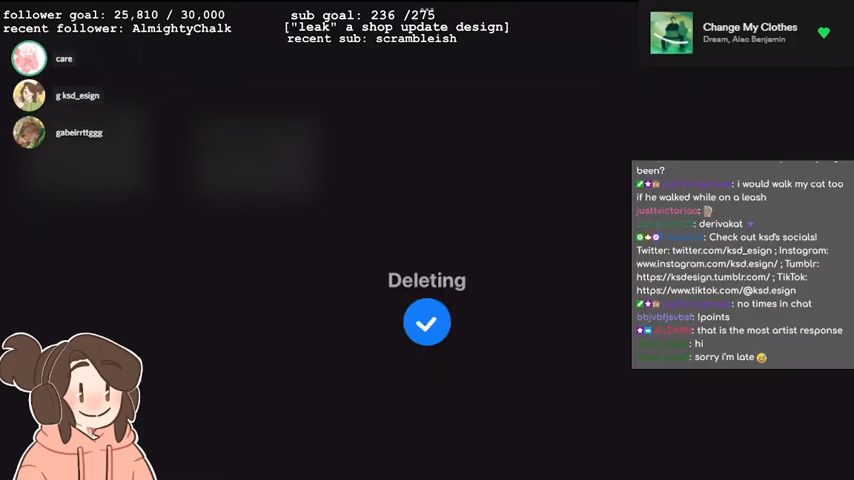 follower goal: 25,810 / 30,000
recent follower: AlmightyChalk
sub goal: 236 /275
["leak" a shop update design]
recent sub: scrambleish
Change My Clothes
Dream, Alec Benjamin
care
g ksd_esign
gabeirrttggg
Deleting
been?
: i would walk my cat too
if he walked while on a leash
justtvictoriaa:
: derivakat
: Check out ksd's socials!
Twitter: twitter.com/ksd_esign ; Instagram:
www.instagram.com/ksd.esign/ ; Tumblr:
https://ksdesign.tumblr.com/ ; TikTok:
https://www.tiktok.com/@ksd.esign
: no times in chat
bbjvbfjsvbsf: !points
: that is the most artist response
: hi
: sorry i'm late